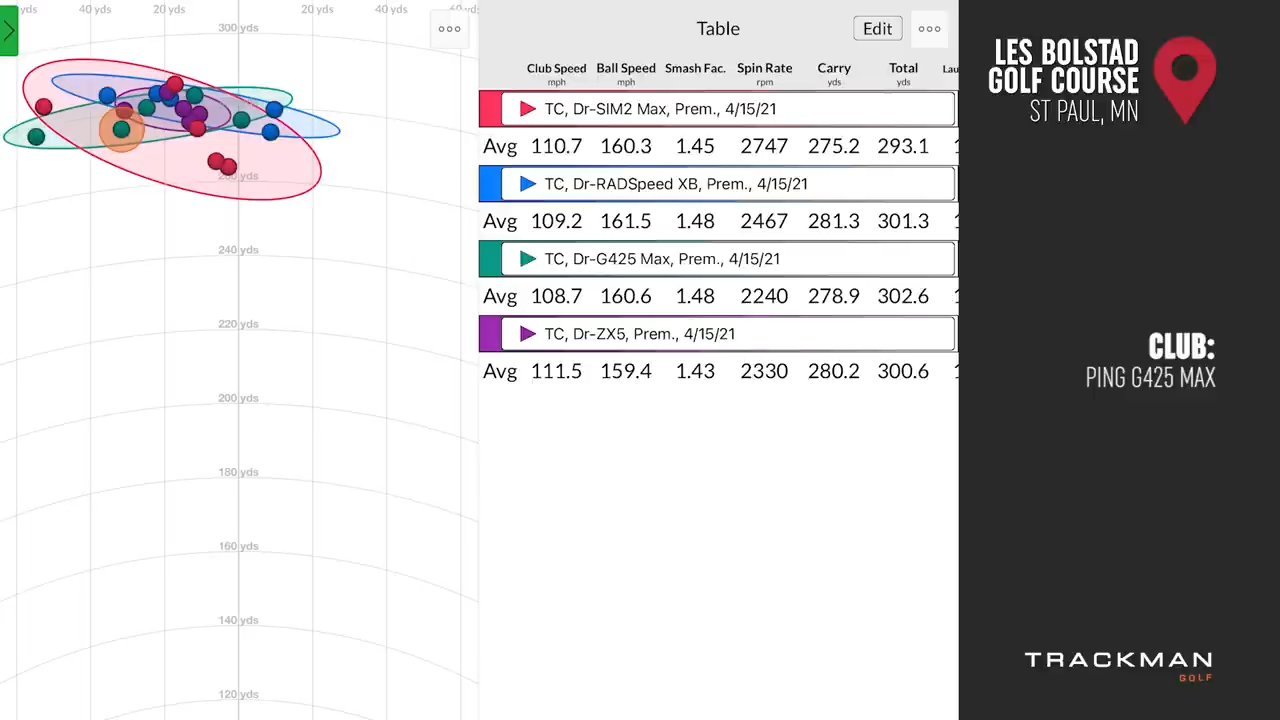 yds
40 yds
20 yds
20 yds
40 yds
300 yds
240 yds
220 yds
200 yds
180 yds
160 yds
140 yds
120 yds
Table
Edit
Club Speed Ball Speed Smash Fac. Spin Rate Carry Total
mph mph rpm yds yds
TC, Dr-SIM2 Max, Prem., 4/15/21
Avg 110.7 160.3 1.45 2747 275.2 293.1
TC, Dr-RADSpeed XB, Prem., 4/15/21
Avg 109.2 161.5 1.48 2467 281.3 301.3
TC, Dr-G425 Max, Prem., 4/15/21
Avg 108.7 160.6 1.48 2240 278.9 302.6
TC, Dr-ZX5, Prem., 4/15/21
Avg 111.5 159.4 1.43 2330 280.2 300.6
LES BOLSTAD
GOLF COURSE
ST PAUL, MN
CLUB:
PING G425 MAX
TRACKMAN
GOLF